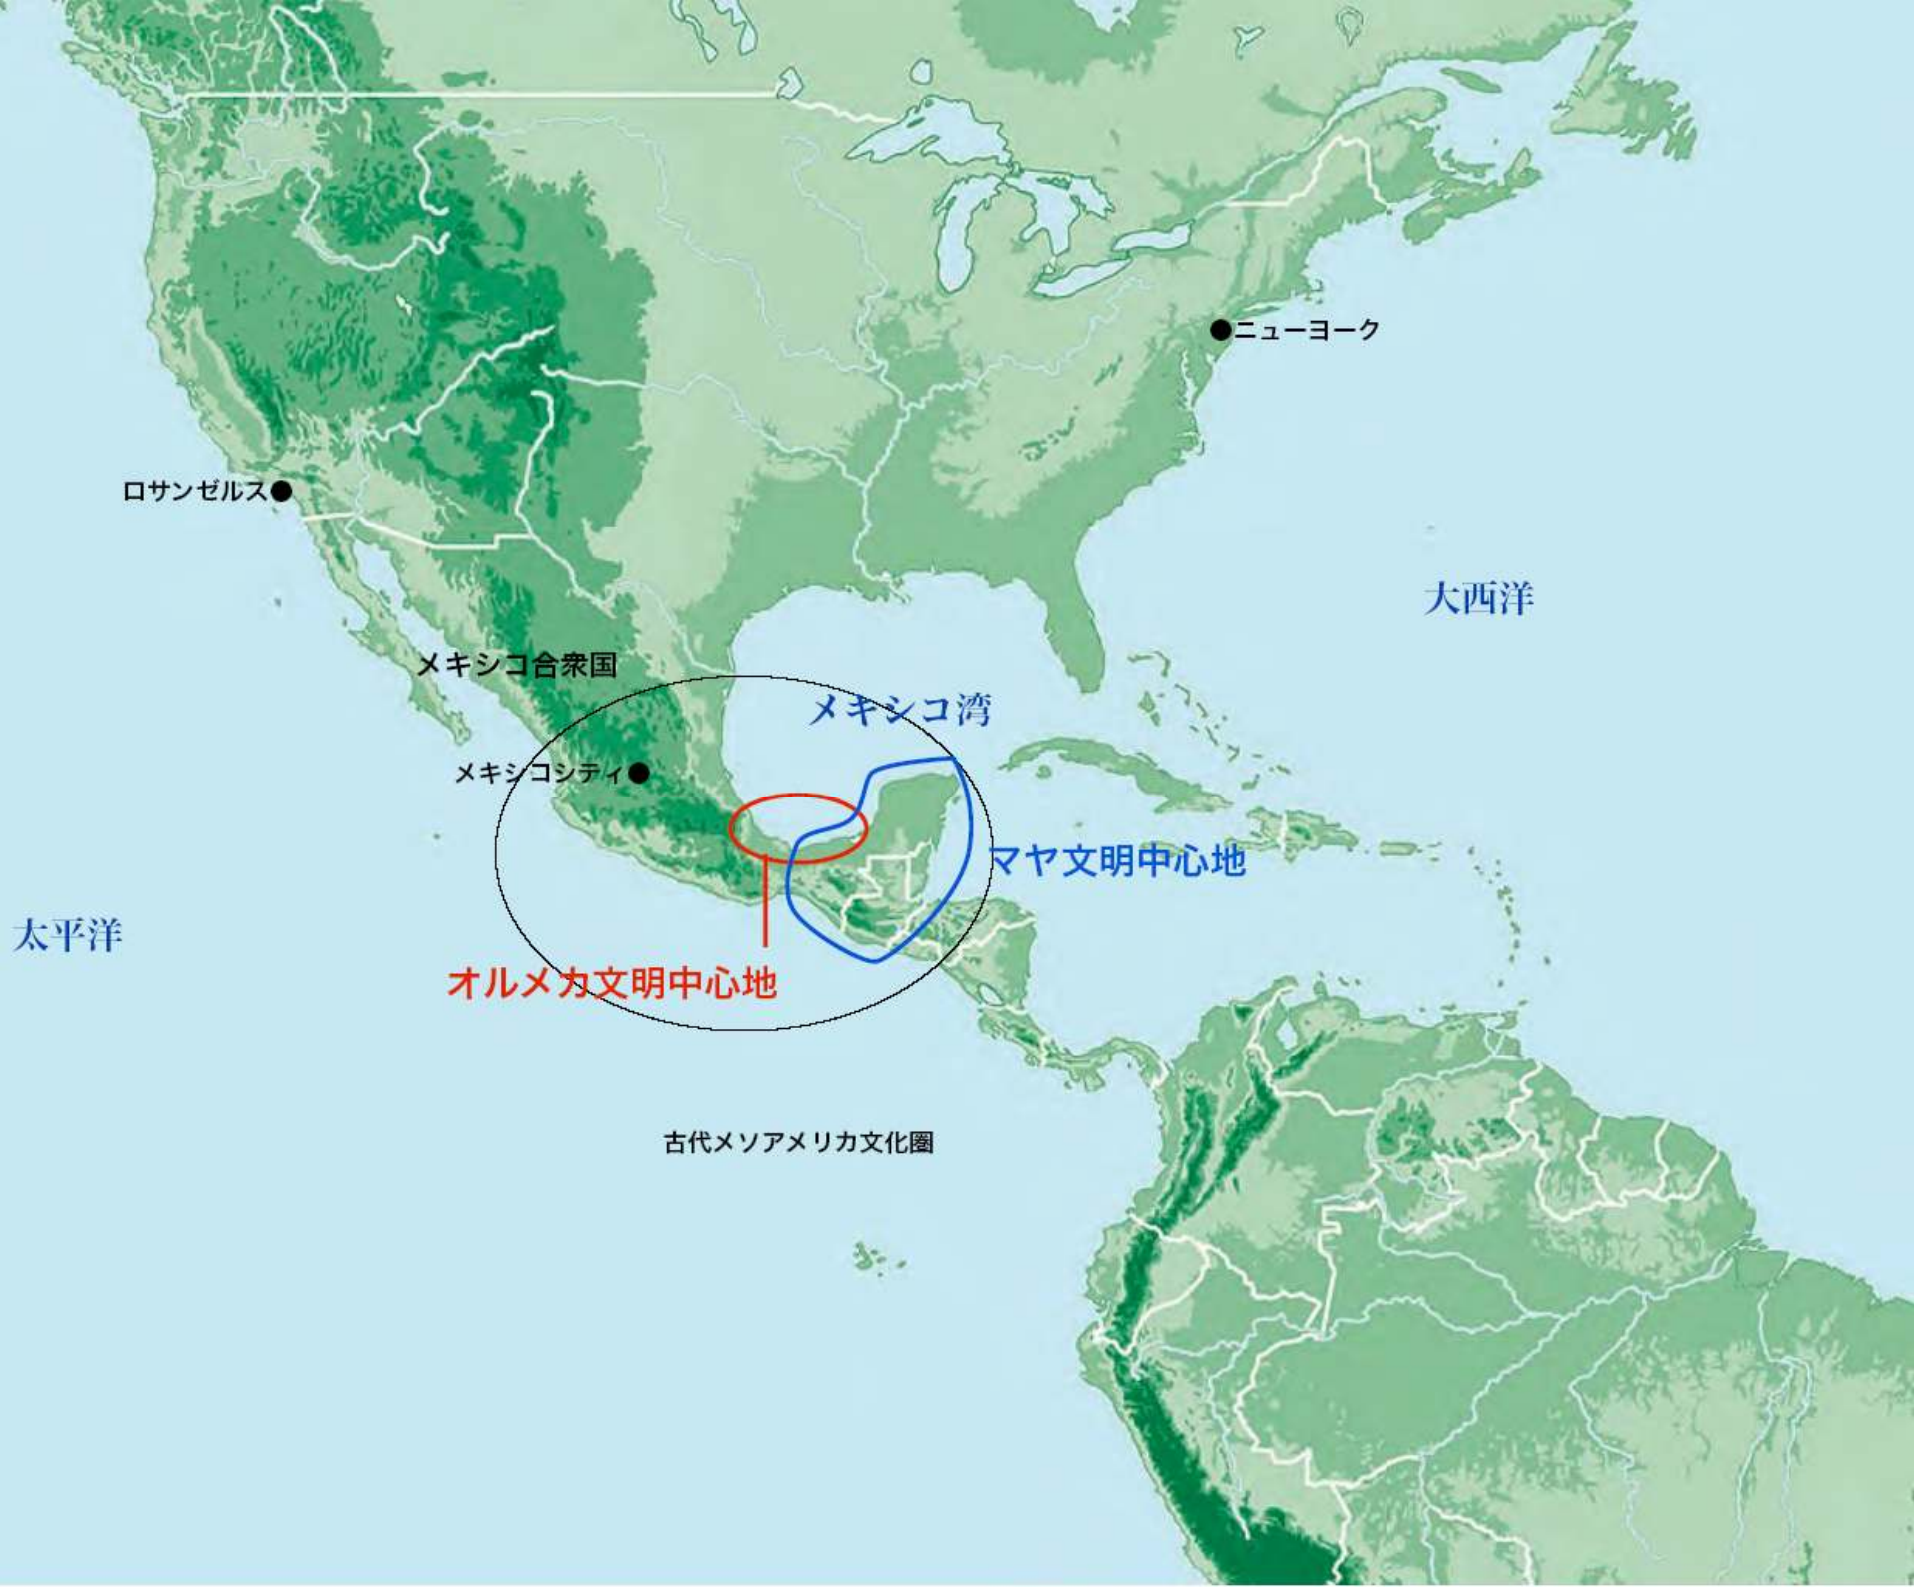 ニューヨーク
ロサンゼルス
大西洋
メキシコ合衆国
メキシコ湾
メキシコシティ
マヤ文明中心地
太平洋
オルメカ文明中心地
古代メソアメリカ文化圏